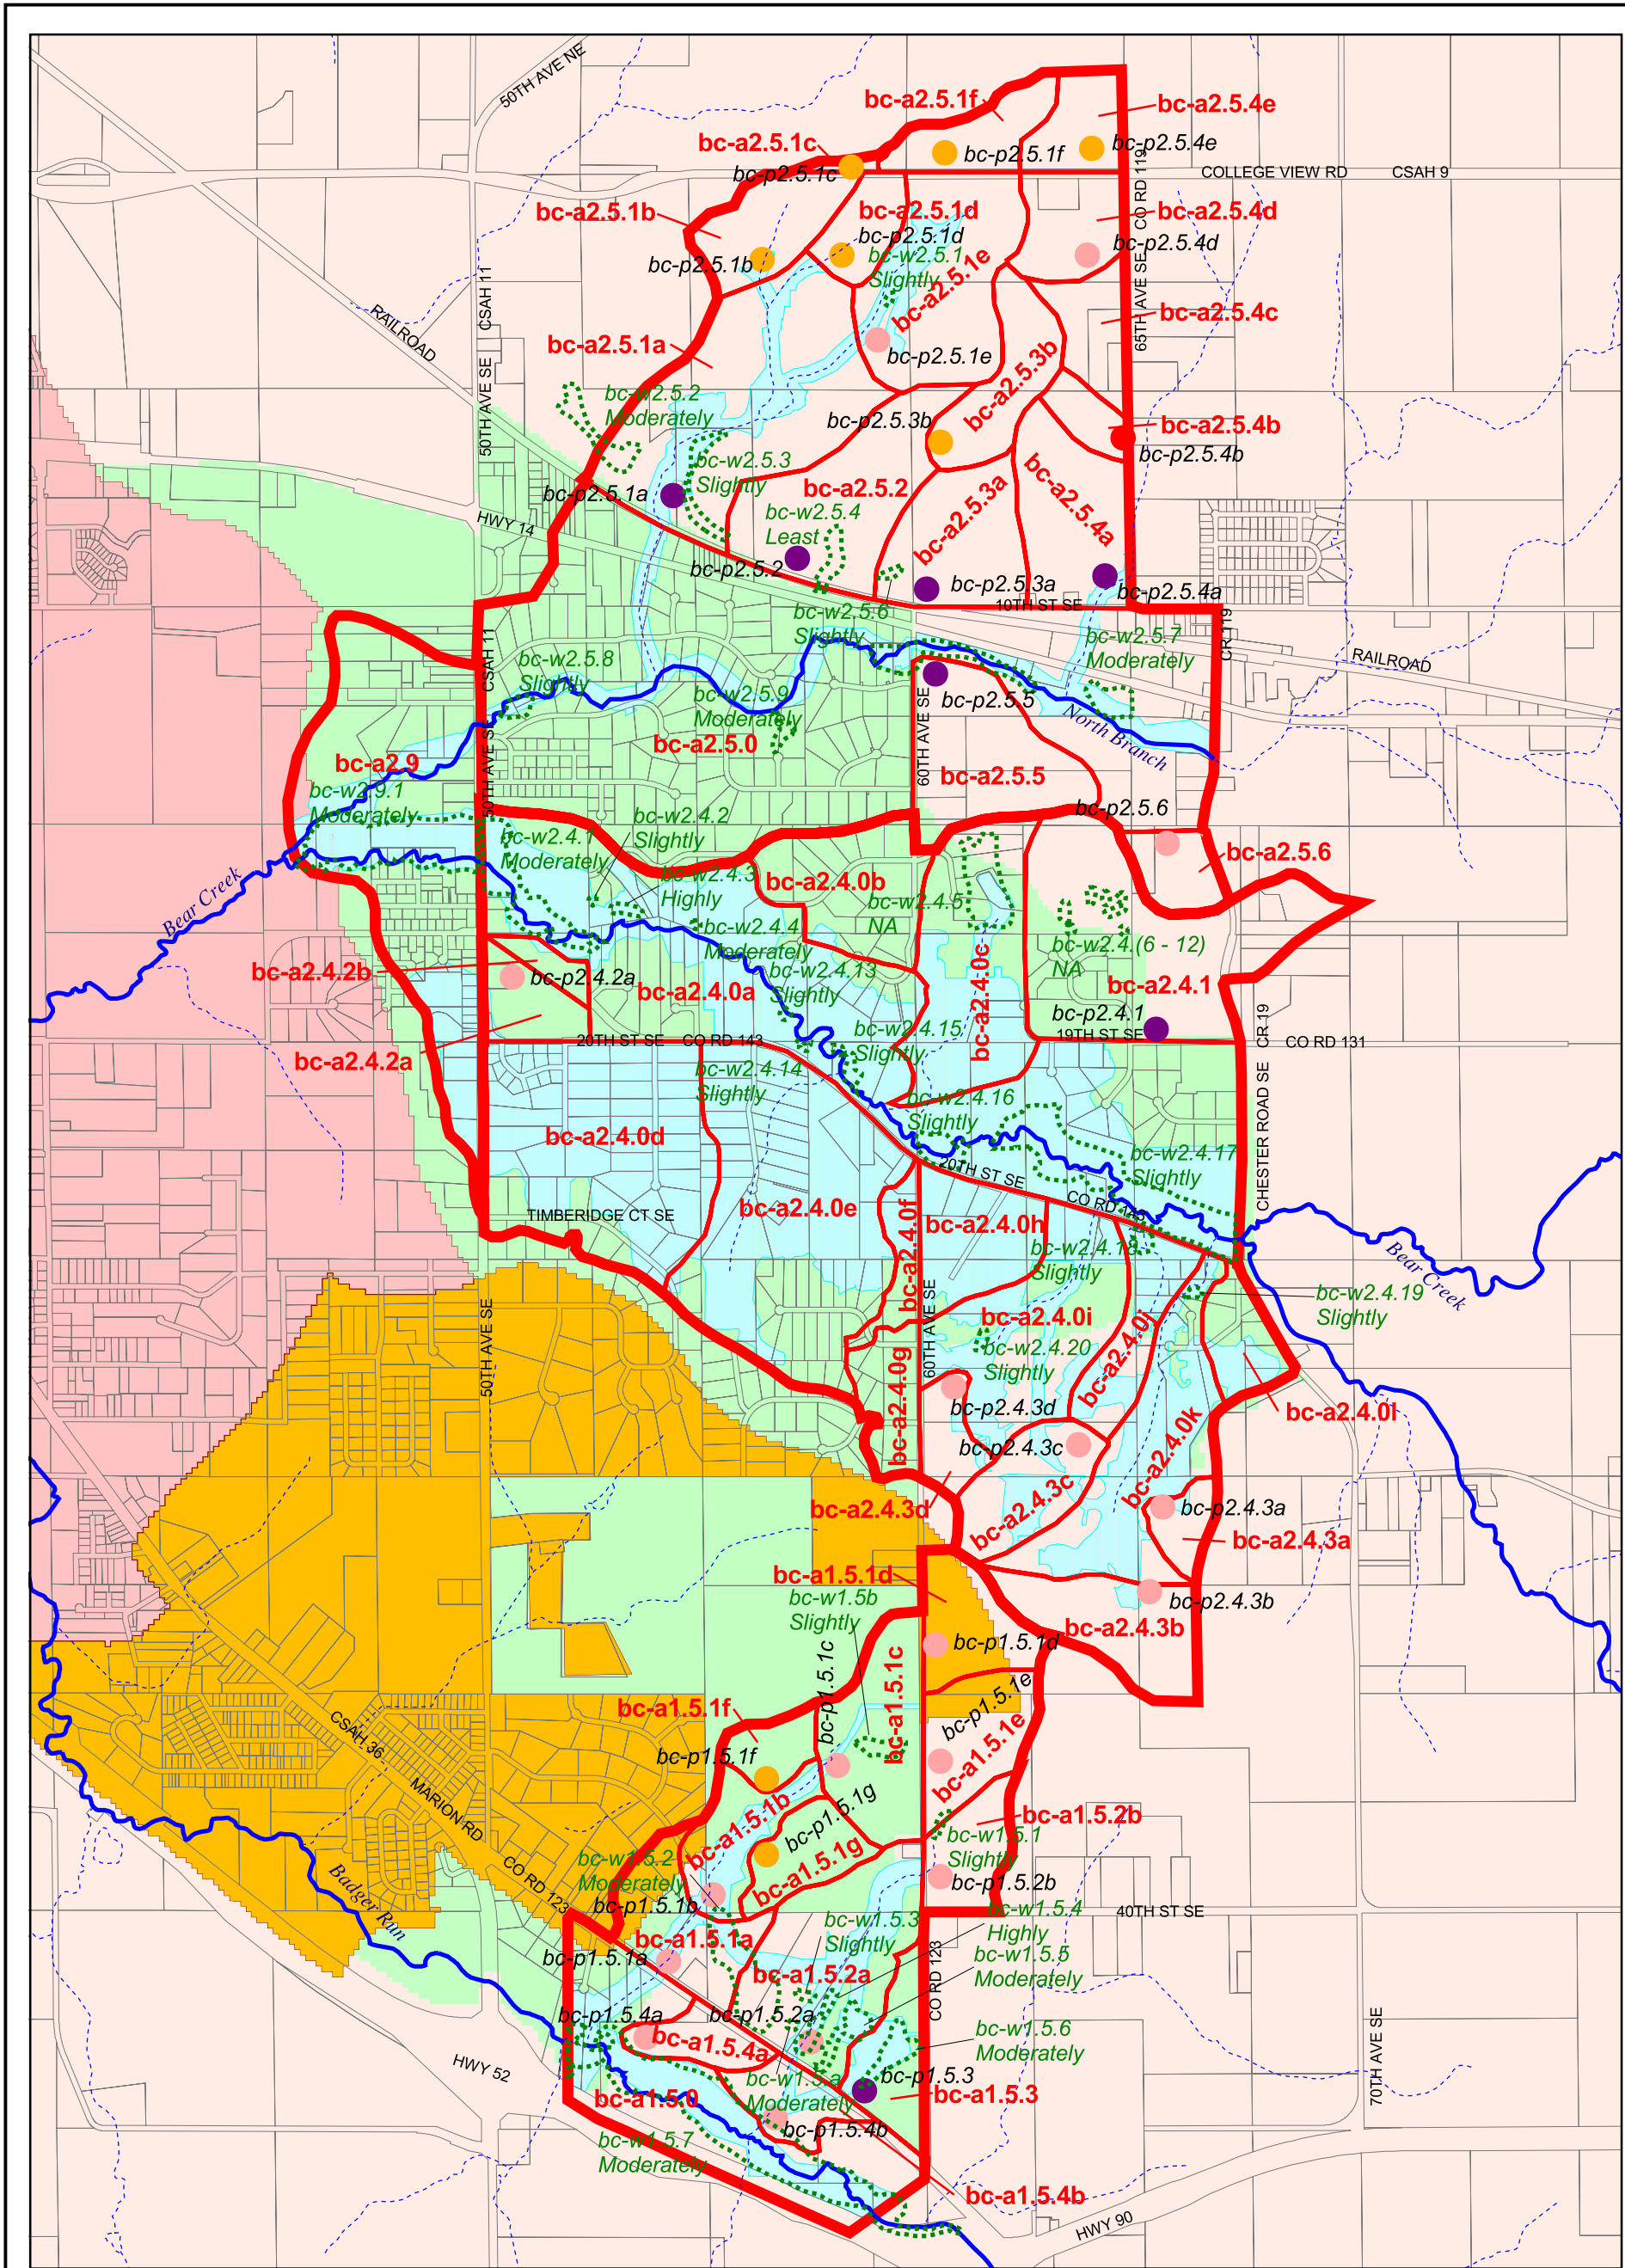 50TH AVE NE
bc-a2.5.1f
bc-a2.5.4e
bc-a2.5.1c
bc-p2.5.1f
bc-p2.5.4e
bc-p2.5.1c
COLLEGE VIEW RD
CSAH 9
65TH AVE SE
CO RD 119
bc-a2.5.1b
bc-a2.5.1d
bc-a2.5.4d
bc-p2.5.1d
bc-p2.5.4d
bc-p2.5.1b
bc-w2.5.1
Slightly
bc-a2.5.1e
CSAH 11
RAILROAD
bc-a2.5.4c
bc-a2.5.1a
bc-p2.5.1e
50TH AVE SE
bc-a2.5.3b
bc-w2.5.2
Moderately
bc-p2.5.3b
bc-a2.5.4b
bc-p2.5.4b
bc-w2.5.3
Slightly
bc-p2.5.1a
bc-a2.5.2
bc-a2.5.3a
bc-a2.5.4a
bc-w2.5.4
Least
HWY 14
bc-p2.5.2
bc-p2.5.3a
bc-p2.5.4a
10TH ST SE
bc-w2.5.6
Slightly
bc-w2.5.7
Moderately
CR 119
RAILROAD
CSAH 11
bc-w2.5.8
Slightly
bc-w2.5.9
Moderately
60TH AVE SE
bc-p2.5.5
North Branch
bc-a2.5.0
50TH AVE SE
bc-a2.9
bc-w2.9.1
Moderately
bc-a2.5.5
bc-p2.5.6
bc-w2.4.2
Slightly
bc-w2.4.1
Moderately
bc-a2.5.6
bc-w2.4.3
Highly
bc-a2.4.0b
bc-w2.4.5
NA
Bear Creek
bc-w2.4.4
Moderately
bc-w2.4.(6 - 12)
NA
bc-a2.4.2b
bc-p2.4.2a
bc-a2.4.0a
bc-w2.4.13
Slightly
bc-a2.4.0c
bc-a2.4.1
bc-p2.4.1
19TH ST SE
CR 19
CO RD 131
20TH ST SE
CO RD 143
bc-w2.4.15
Slightly
bc-a2.4.2a
bc-w2.4.14
Slightly
bc-w2.4.16
Slightly
bc-a2.4.0d
bc-w2.4.17
Slightly
20TH ST SE
CO RD 143
CHESTER ROAD SE
TIMBERIDGE CT SE
bc-a2.4.0e
bc-a2.4.0f
bc-a2.4.0h
bc-w2.4.18
Slightly
Bear Creek
bc-w2.4.19
Slightly
60TH AVE SE
bc-a2.4.0i
bc-a2.4.0j
bc-w2.4.20
Slightly
50TH AVE SE
bc-a2.4.0g
bc-p2.4.3d
bc-a2.4.0l
bc-p2.4.3c
bc-a2.4.0k
bc-a2.4.3c
bc-p2.4.3a
bc-a2.4.3d
bc-a2.4.3a
bc-a1.5.1d
bc-w1.5b
Slightly
bc-p2.4.3b
bc-a2.4.3b
bc-p1.5.1d
bc-p1.5.1c
bc-a1.5.1c
bc-p1.5.1e
bc-a1.5.1f
bc-a1.5.1e
CSAH 36
bc-p1.5.1f
MARION RD
bc-p1.5.1g
bc-a1.5.1b
bc-a1.5.2b
bc-w1.5.1
Slightly
bc-a1.5.1g
bc-w1.5.2
Moderately
CO RD 123
bc-p1.5.2b
bc-p1.5.1b
Badger Run
bc-w1.5.4
Highly
40TH ST SE
bc-w1.5.3
Slightly
bc-a1.5.1a
bc-p1.5.1a
bc-w1.5.5
Moderately
bc-a1.5.2a
CO RD 123
bc-p1.5.4a
bc-p1.5.2a
bc-w1.5.6
Moderately
bc-a1.5.4a
HWY 52
70TH AVE SE
bc-w1.5.a
Moderately
bc-p1.5.3
bc-a1.5.3
bc-a1.5.0
bc-p1.5.4b
bc-w1.5.7
Moderately
bc-a1.5.4b
HWY 90